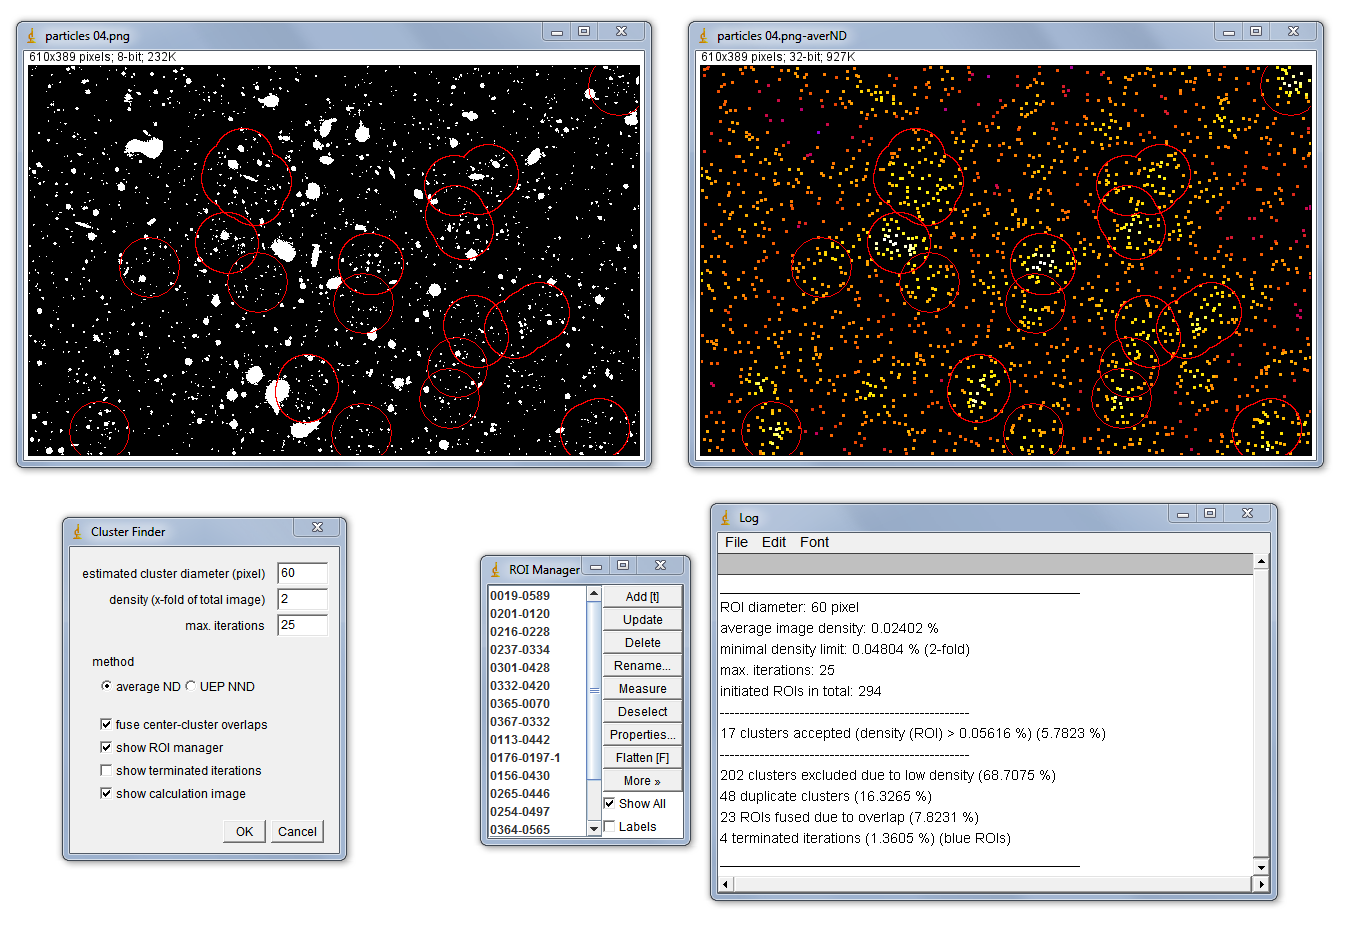 particles 04.png
610x389 pixels; 8-bit; 232K
particles 04.png-averND
610x389 pixels; 32-bit; 927K
Cluster Finder
estimated cluster diameter (pixel) 60
density (x-fold of total image) 2
max. iterations 25
method
average ND UEP NND
fuse center-cluster overlaps
show ROI manager
show terminated iterations
show calculation image
OK Cancel
ROI Manager
0019-0589
0201-0120
0216-0228
0237-0334
0301-0428
0332-0420
0365-0070
0367-0332
0113-0442
0176-0197-1
0156-0430
0265-0446
0254-0497
0364-0565
Add [t]
Update
Delete
Rename...
Measure
Deselect
Properties...
Flatten [F]
More »
Show All
Labels
Log
File Edit Font
ROI diameter: 60 pixel
average image density: 0.02402 %
minimal density limit: 0.04804 % (2-fold)
max. iterations: 25
initiated ROIs in total: 294
--------------------------------------------------
17 clusters accepted (density (ROI) > 0.05616 %) (5.7823 %)
--------------------------------------------------
202 clusters excluded due to low density (68.7075 %)
48 duplicate clusters (16.3265 %)
23 ROIs fused due to overlap (7.8231 %)
4 terminated iterations (1.3605 %) (blue ROIs)